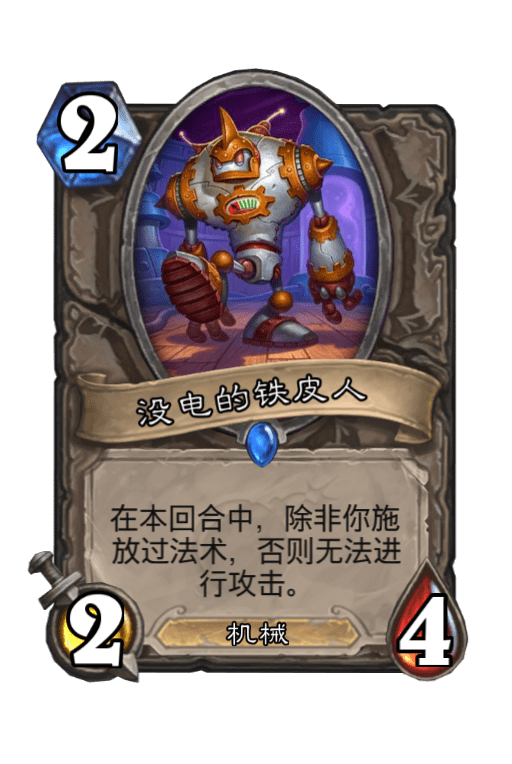 2
没电的铁皮人
在本回合中，除非你施
放过法术，否则无法进
行攻击。
2
机械
4